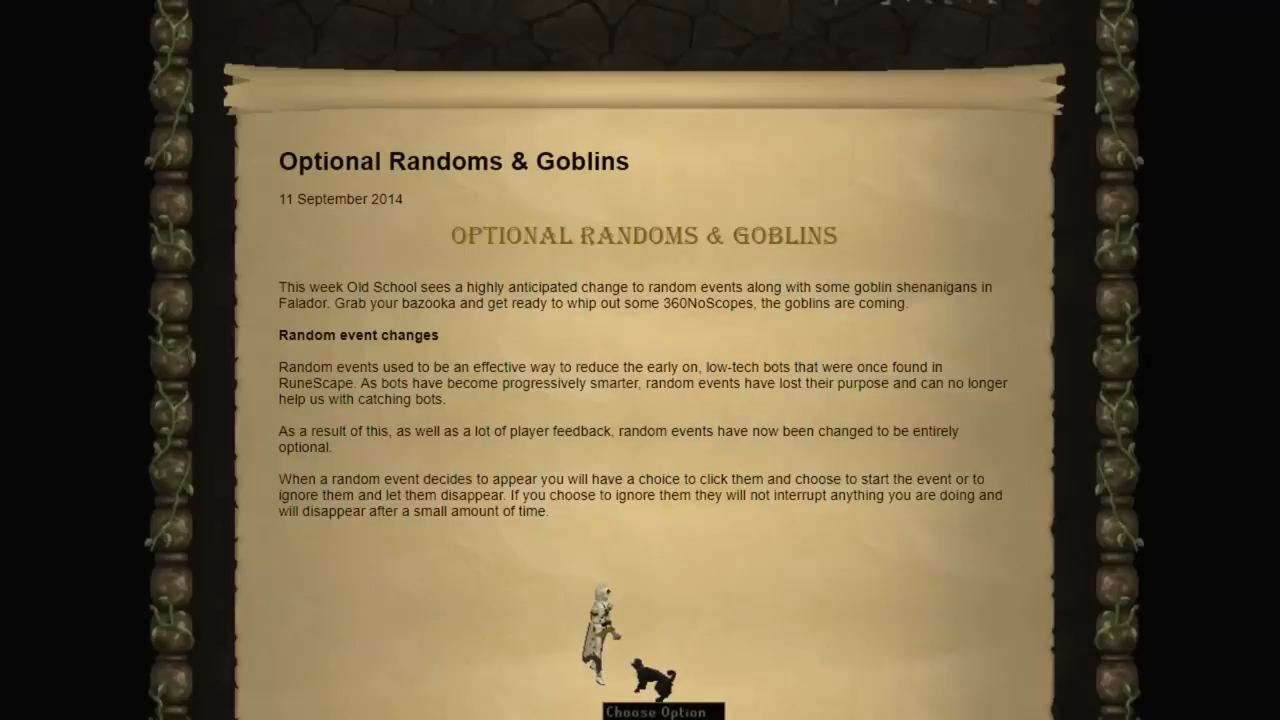 Optional Randoms & Goblins
11 September 2014
OPTIONAL RANDOMS & GOBLINS
This week Old School sees a highly anticipated change to random events along with some goblin shenanigans in
Falador. Grab your bazooka and get ready to whip out some 360NoScopes, the goblins are coming.
Random event changes
Random events used to be an effective way to reduce the early on, low-tech bots that were once found in
RuneScape. As bots have become progressively smarter, random events have lost their purpose and can no longer
help us with catching bots.
As a result of this, as well as a lot of player feedback, random events have now been changed to be entirely
optional.
When a random event decides to appear you will have a choice to click them and choose to start the event or to
ignore them and let them disappear. If you choose to ignore them they will not interrupt anything you are doing and
will disappear after a small amount of time.
Choose Option